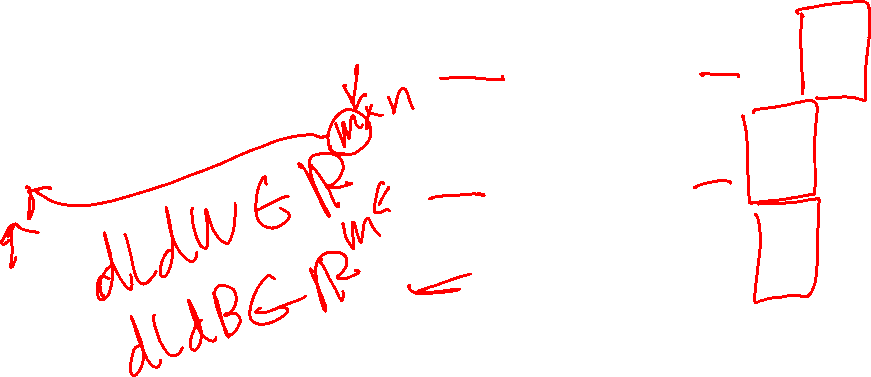 dLdW ∈ ℝ^{m×n}
dLdB ∈ ℝ^m